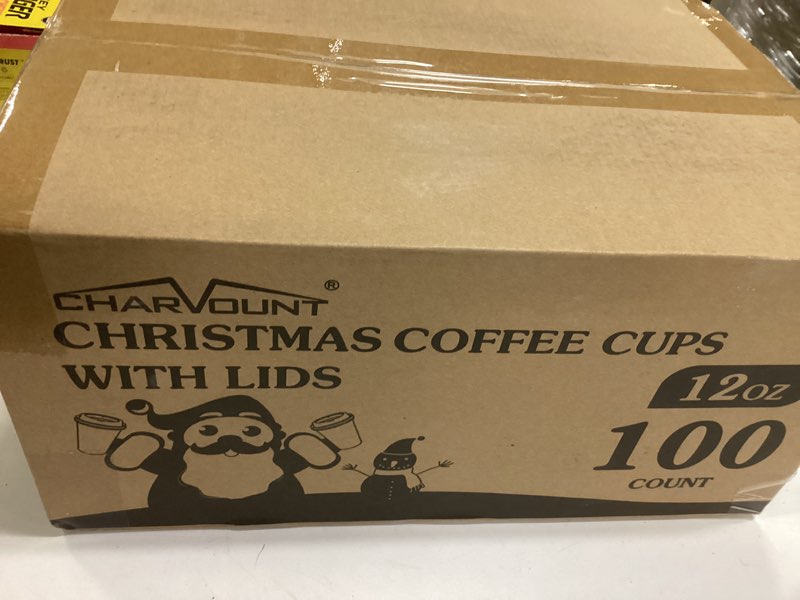 CHARVOUNT®
CHRISTMAS COFFEE CUPS
WITH LIDS
12OZ
100
COUNT